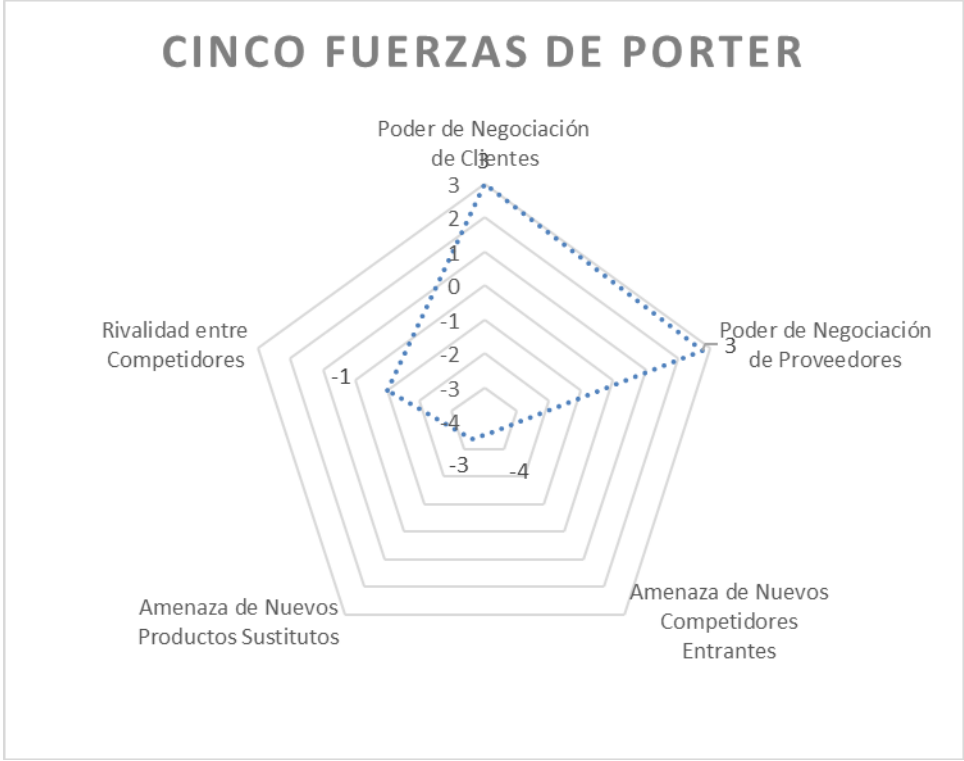 CINCO FUERZAS DE PORTER
Poder de Negociación
de Clientes
3
3
2
1
0
-1
-2
-3
-4
Poder de Negociación
de Proveedores
3
Rivalidad entre
Competidores
-1
-3
-4
Amenaza de Nuevos
Competidores
Entrantes
Amenaza de Nuevos
Productos Sustitutos